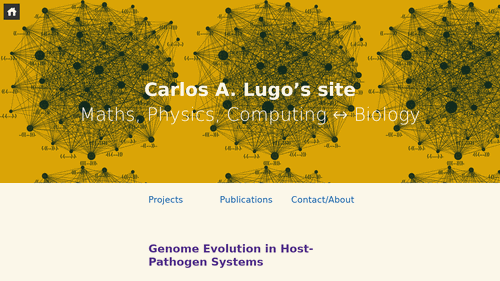 Carlos A. Lugo’s site
Maths, Physics, Computing ↔ Biology
Projects
Publications
Contact/About
Genome Evolution in Host-
Pathogen Systems